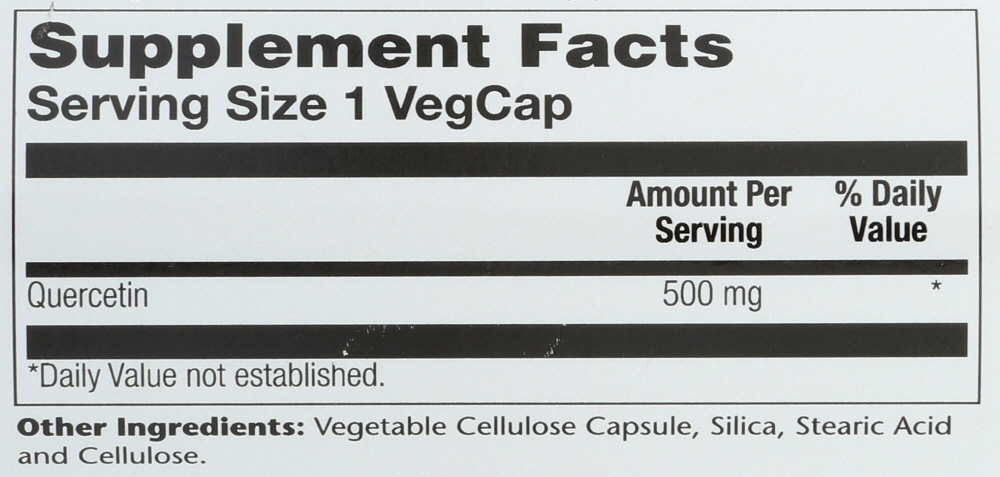 Supplement Facts
Serving Size 1 VegCap
Amount Per Serving % Daily Value
Quercetin 500 mg *
*Daily Value not established.
Other Ingredients: Vegetable Cellulose Capsule, Silica, Stearic Acid
and Cellulose.